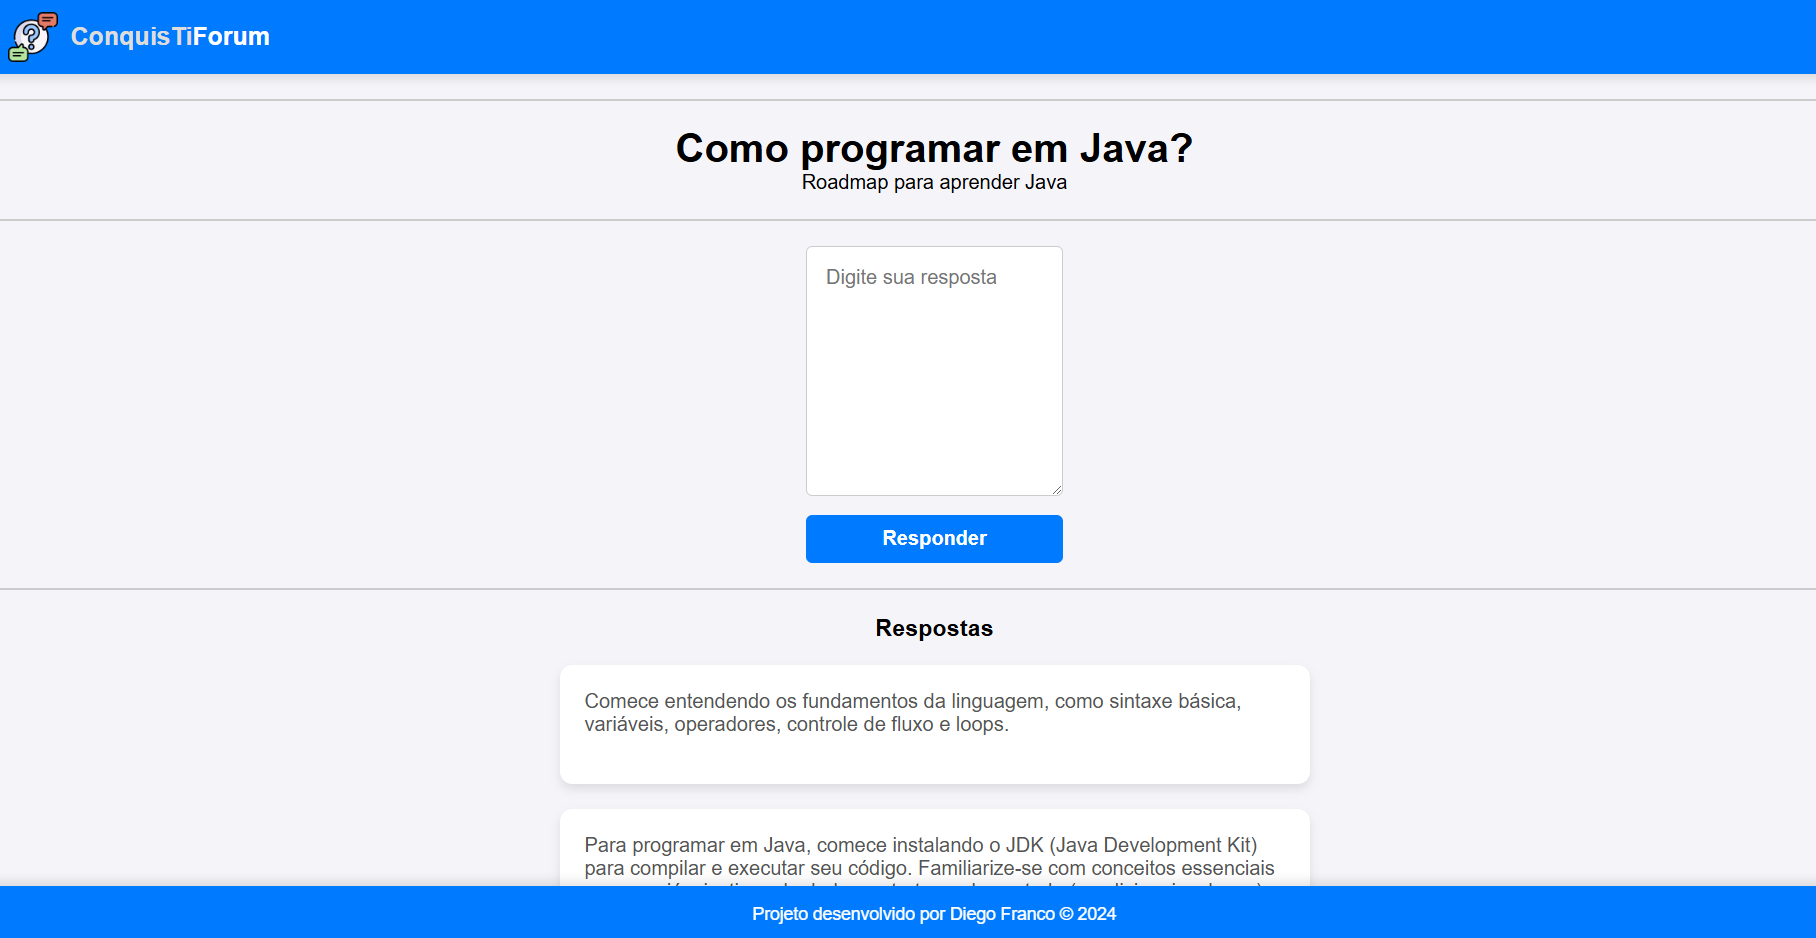 ConquisTiForum
Como programar em Java?
Roadmap para aprender Java
Digite sua resposta
Responder
Respostas
Comece entendendo os fundamentos da linguagem, como sintaxe básica,
variáveis, operadores, controle de fluxo e loops.
Para programar em Java, comece instalando o JDK (Java Development Kit)
para compilar e executar seu código. Familiarize-se com conceitos essenciais
Projeto desenvolvido por Diego Franco © 2024